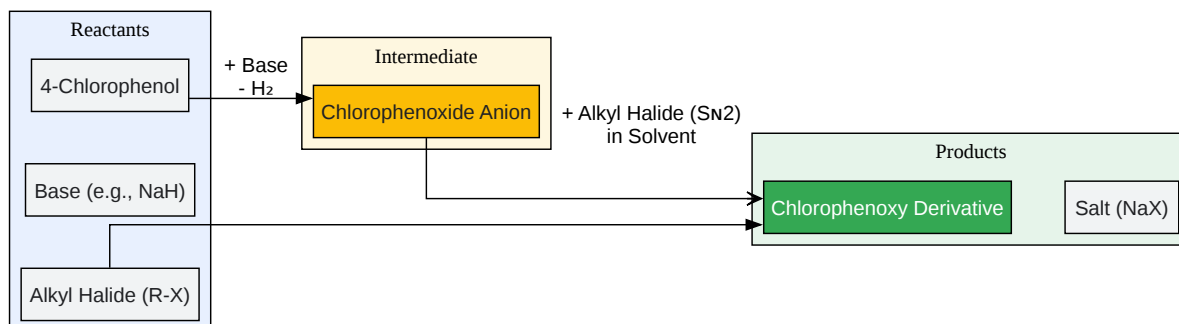 Reactants
4-Chlorophenol
Base (e.g., NaH)
Alkyl Halide (R-X)
+ Base
- H₂
Intermediate
Chlorophenoxide Anion
+ Alkyl Halide (Sɴ2)
in Solvent
Products
Chlorophenoxy Derivative
Salt (NaX)